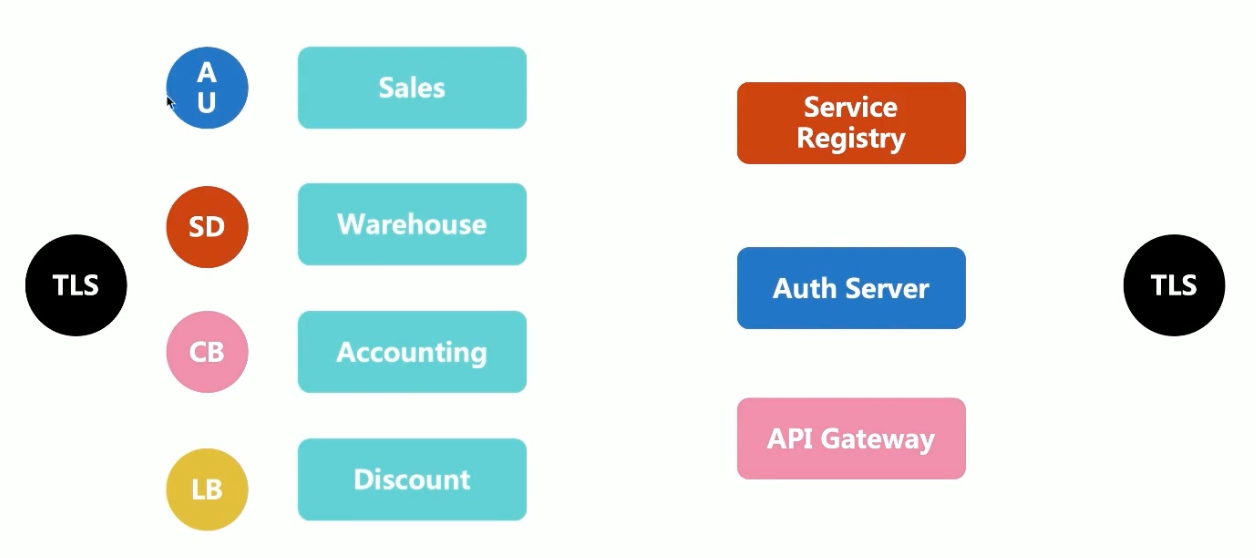 A
U
Sales
SD
Warehouse
TLS
CB
Accounting
LB
Discount
Service
Registry
Auth Server
API Gateway
TLS